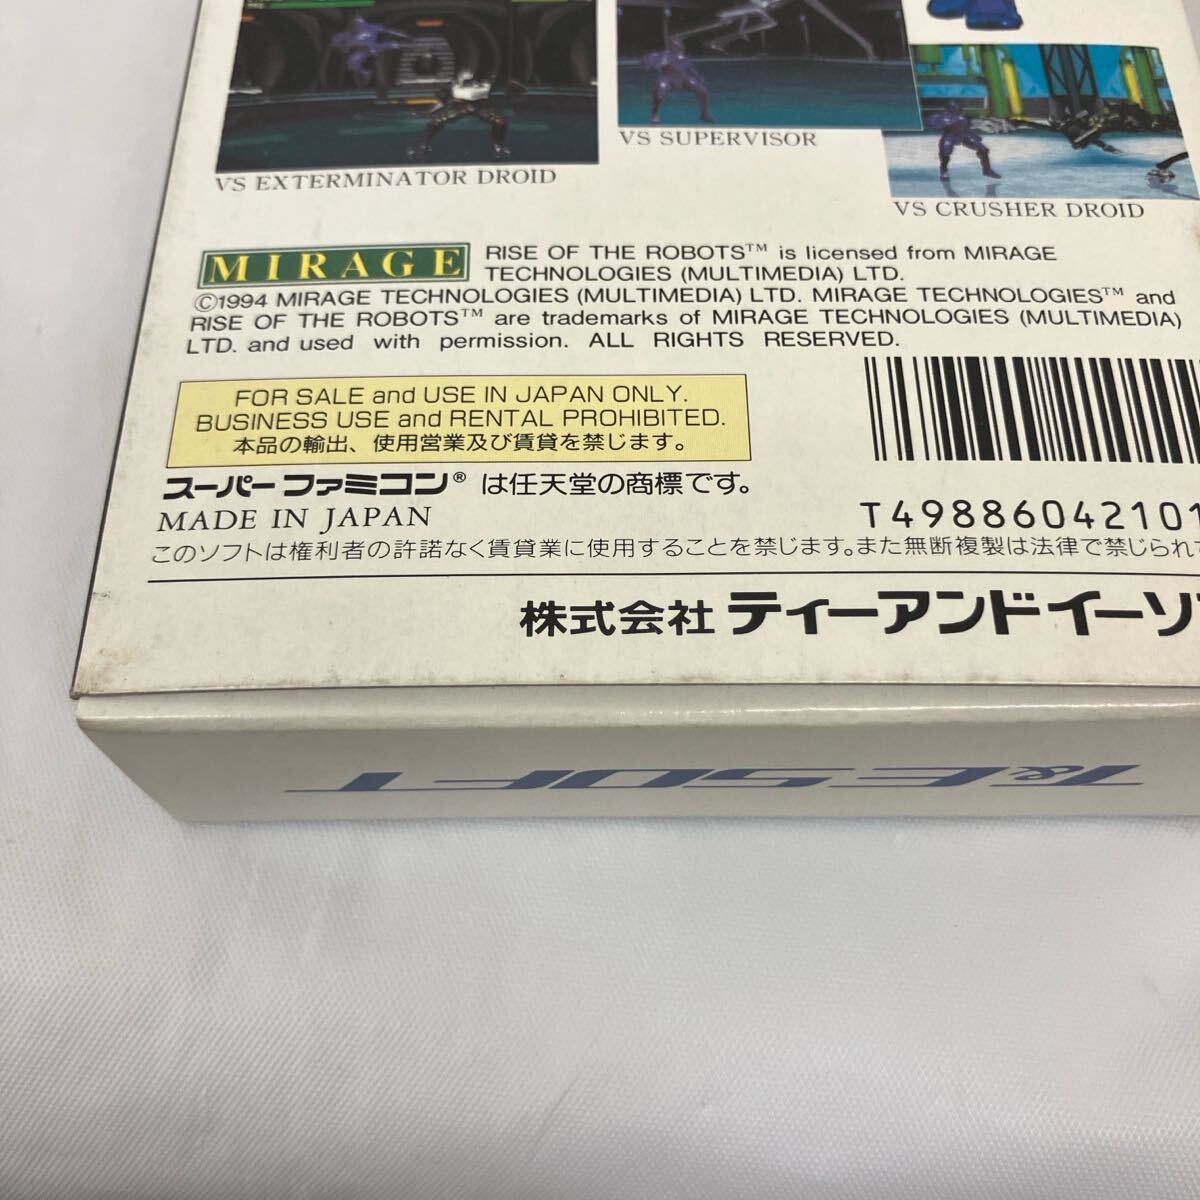 VS EXTERMINATOR DROID
VS SUPERVISOR
VS CRUSHER DROID
MIRAGE
RISE OF THE ROBOTS™ is licensed from MIRAGE
TECHNOLOGIES (MULTIMEDIA) LTD.
©1994 MIRAGE TECHNOLOGIES (MULTIMEDIA) LTD. MIRAGE TECHNOLOGIES™ and
RISE OF THE ROBOTS™ are trademarks of MIRAGE TECHNOLOGIES (MULTIMEDIA)
LTD. and used with permission. ALL RIGHTS RESERVED.
FOR SALE and USE IN JAPAN ONLY.
BUSINESS USE and RENTAL PROHIBITED.
本品の輸出、使用営業及び賃貸を禁じます。
スーパーファミコン® は任天堂の商標です。
MADE IN JAPAN
T49886042101
このソフトは権利者の許諾なく賃貸業に使用することを禁じます。また無断複製は法律で禁じられ
株式会社 ティーアンドイーソ
T&E SOFT